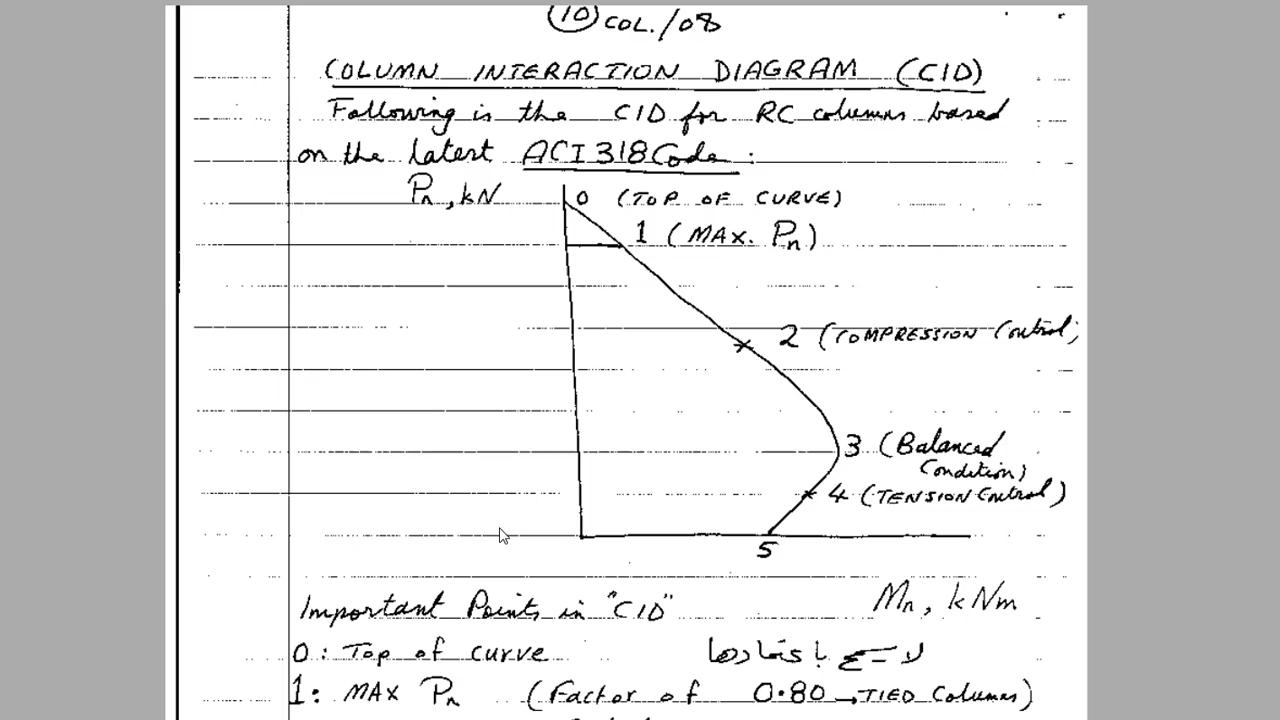 (10) COL./08
COLUMN INTERACTION DIAGRAM (CID)
Following is the CID for RC columns based
on the latest ACI 318 Code :
Pn, kN
0 (TOP OF CURVE)
1 (MAX. Pn)
2 (COMPRESSION Control)
3 (Balanced
Condition)
4 (TENSION Control)
5
Mn, kNm
Important Points in "CID"
0: Top of curve لا يسمح باعتمادها
1: MAX Pn (Factor of 0.80 → TIED Columns)